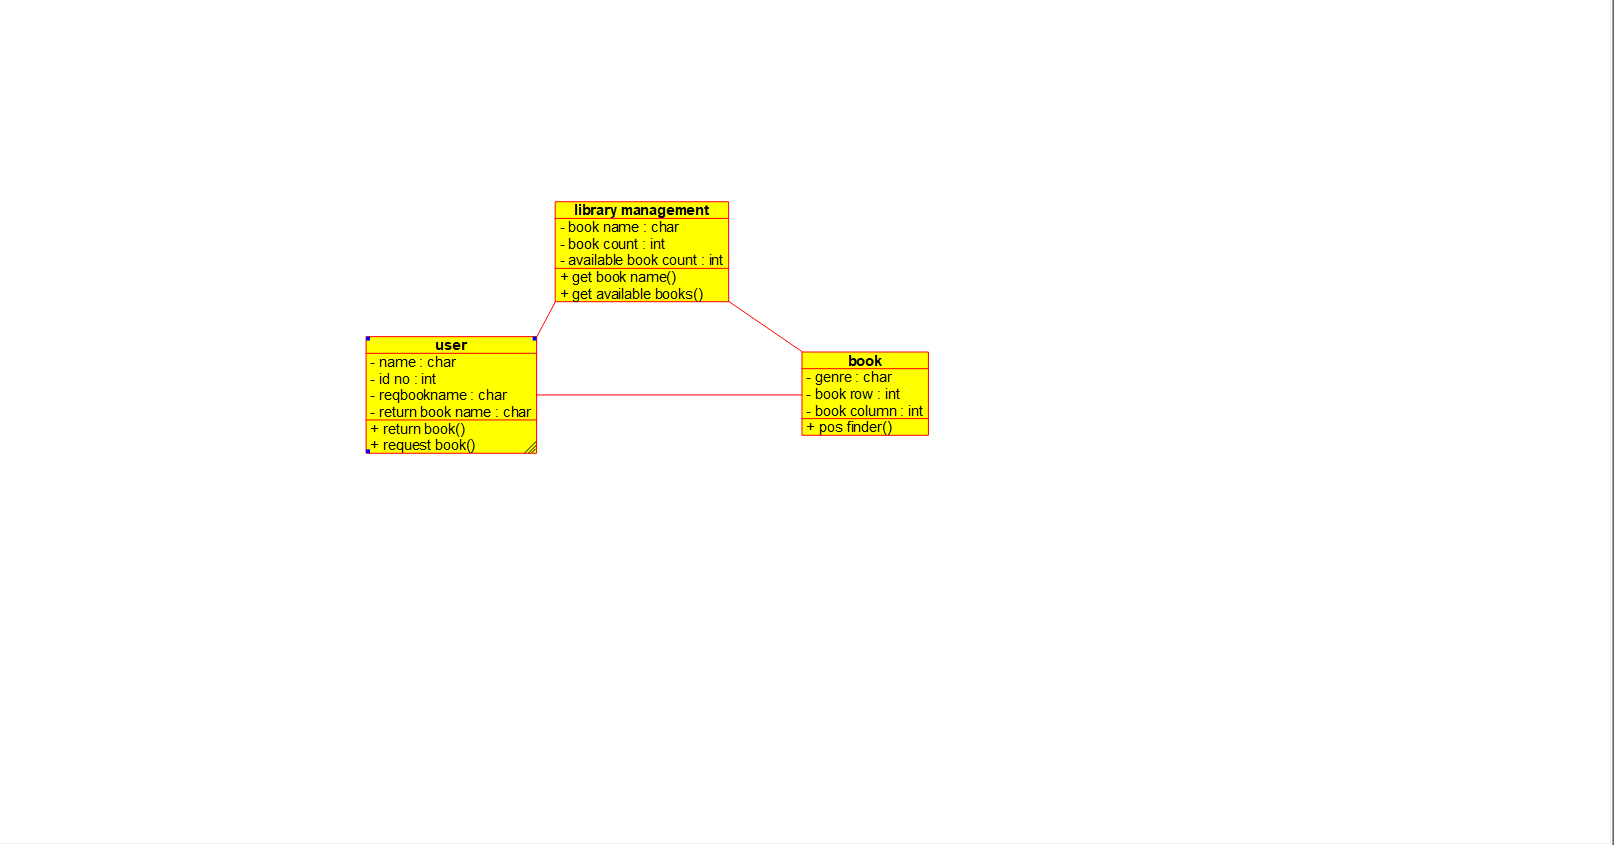 library management
- book name : char
- book count : int
- available book count : int
+ get book name()
+ get available books()
user
- name : char
- id no : int
- reqbookname : char
- return book name : char
+ return book()
+ request book()
book
- genre : char
- book row : int
- book column : int
+ pos finder()